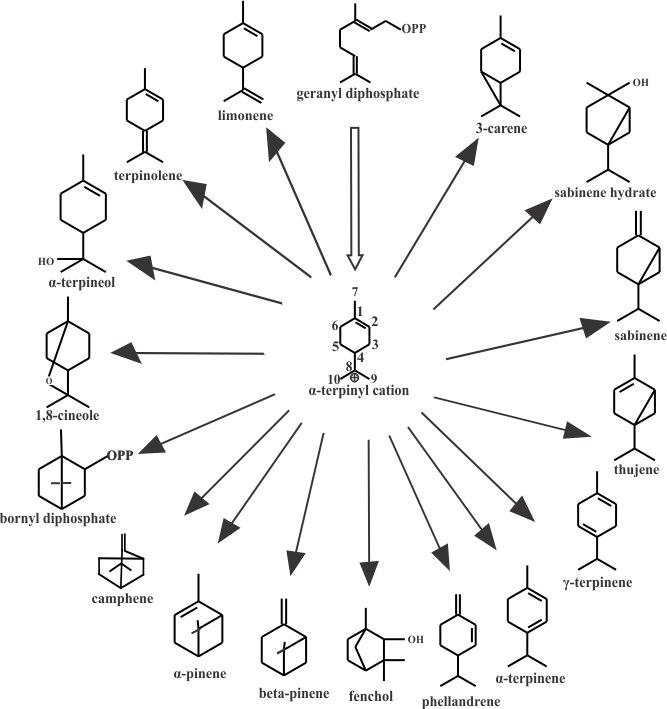 OPP
geranyl diphosphate
limonene
3-carene
OH
sabinene hydrate
terpinolene
HO
α-terpineol
sabinene
7
1
6
2
5
3
4
8
10
⊕
9
α-terpinyl cation
O
1,8-cineole
thujene
OPP
bornyl diphosphate
γ-terpinene
camphene
α-pinene
beta-pinene
OH
fenchol
phellandrene
α-terpinene